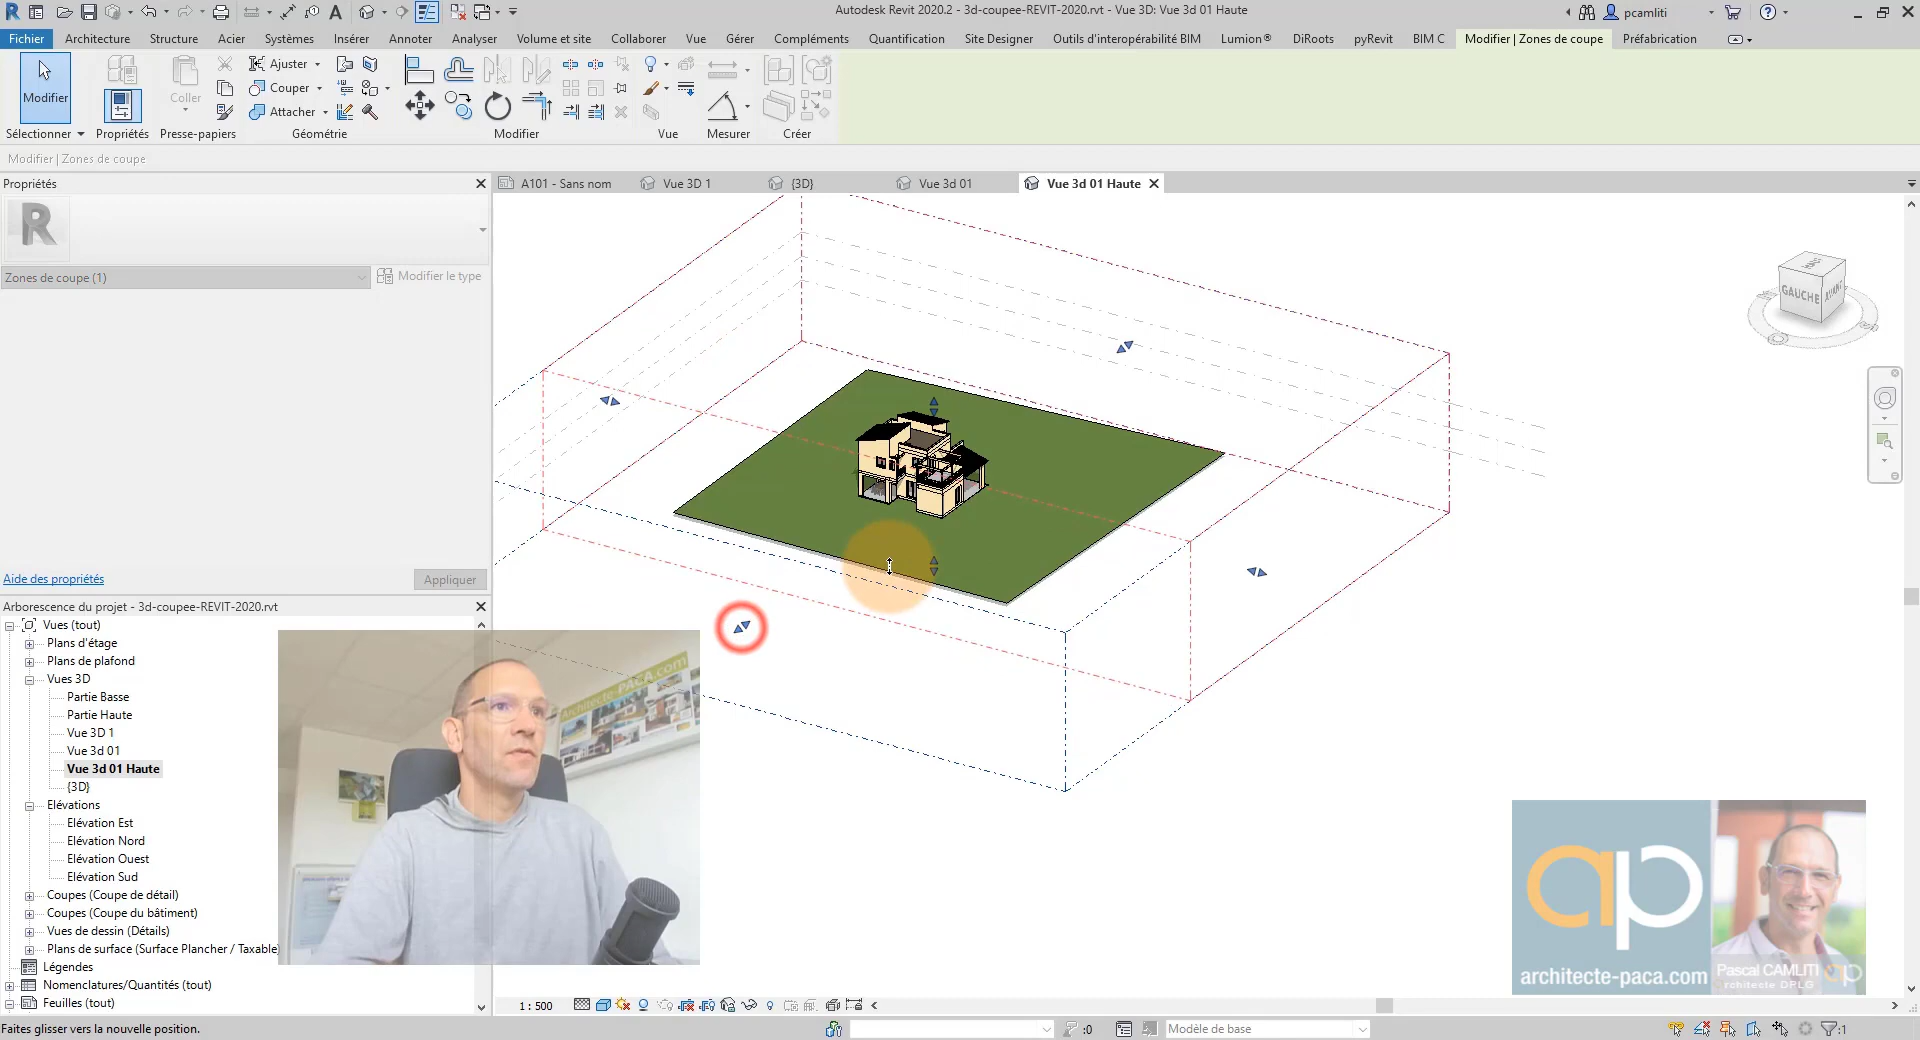 Autodesk Revit 2020.2 - 3d-coupee-REVIT-2020.rvt - Vue 3D: Vue 3d 01 Haute
pcamliti
Fichier Architecture Structure Acier Systèmes Insérer Annoter Analyser Volume et site Collaborer Vue Gérer Compléments Quantification Site Designer Outils d'interopérabilité BIM Lumion® DiRoots pyRevit BIM C Modifier | Zones de coupe Préfabrication
Modifier
Coller
Ajuster
Couper
Attacher
Sélectionner Propriétés Presse-papiers Géométrie Modifier Vue Mesurer Créer
Modifier | Zones de coupe
Propriétés
A101 - Sans nom
Vue 3D 1
{3D}
Vue 3d 01
Vue 3d 01 Haute
Zones de coupe (1)
Modifier le type
GAUCHE
Aide des propriétés
Appliquer
Arborescence du projet - 3d-coupee-REVIT-2020.rvt
Vues (tout)
Plans d'étage
Plans de plafond
Vues 3D
Partie Basse
Partie Haute
Vue 3D 1
Vue 3d 01
Vue 3d 01 Haute
{3D}
Elévations
Elévation Est
Elévation Nord
Elévation Ouest
Elévation Sud
Coupes (Coupe de détail)
Coupes (Coupe du bâtiment)
Vues de dessin (Détails)
Plans de surface (Surface Plancher / Taxable)
Légendes
Nomenclatures/Quantités (tout)
Feuilles (tout)
Architecte-PACA.com
ap
architecte-paca.com
Pascal CAMLITI
rchitecte DPLG
1 : 500
Faites glisser vers la nouvelle position.
:0
Modèle de base
:1